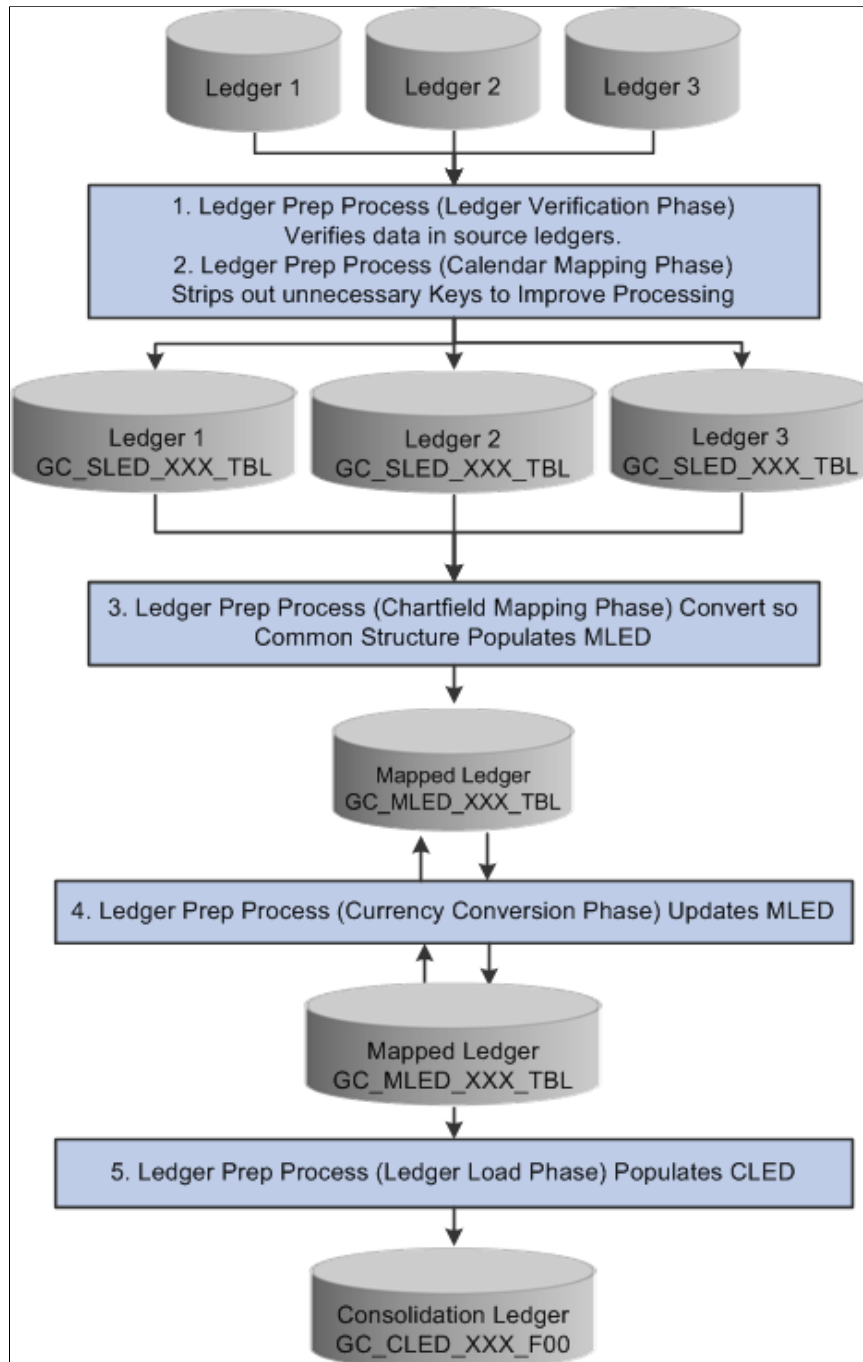 Ledger 1
Ledger 2
Ledger 3
1. Ledger Prep Process (Ledger Verification Phase)
Verifies data in source ledgers.
2. Ledger Prep Process (Calendar Mapping Phase)
Strips out unnecessary Keys to Improve Processing
Ledger 1
GC_SLED_XXX_TBL
Ledger 2
GC_SLED_XXX_TBL
Ledger 3
GC_SLED_XXX_TBL
3. Ledger Prep Process (Chartfield Mapping Phase) Convert so
Common Structure Populates MLED
Mapped Ledger
GC_MLED_XXX_TBL
4. Ledger Prep Process (Currency Conversion Phase) Updates MLED
Mapped Ledger
GC_MLED_XXX_TBL
5. Ledger Prep Process (Ledger Load Phase) Populates CLED
Consolidation Ledger
GC_CLED_XXX_F00